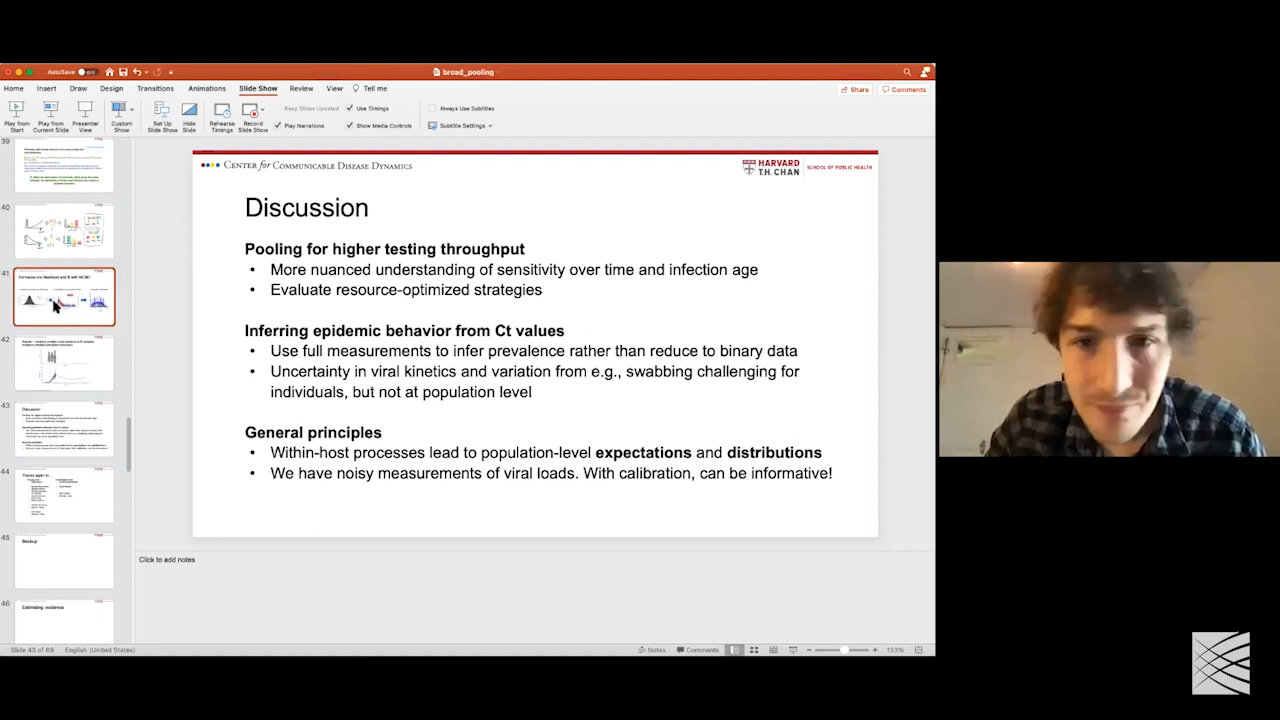 AutoSave OFF
broad_pooling
Home Insert Draw Design Transitions Animations Slide Show Review View Tell me
Share Comments
Play from Start
Play from Current Slide
Presenter View
Custom Show
Set Up Slide Show
Hide Slide
Rehearse Timings
Record Slide Show
Keep Slides Updated
Use Timings
Play Narrations
Show Media Controls
Always Use Subtitles
Subtitle Settings
39
40
41
42
43
Discussion
44
45
Backup
46
Estimating incidence
CENTER for COMMUNICABLE DISEASE DYNAMICS
HARVARD
T.H. CHAN
SCHOOL OF PUBLIC HEALTH
Discussion
Pooling for higher testing throughput
• More nuanced understanding of sensitivity over time and infection age
• Evaluate resource-optimized strategies
Inferring epidemic behavior from Ct values
• Use full measurements to infer prevalence rather than reduce to binary data
• Uncertainty in viral kinetics and variation from e.g., swabbing challenging for
individuals, but not at population level
General principles
• Within-host processes lead to population-level expectations and distributions
• We have noisy measurements of viral loads. With calibration, can be informative!
Click to add notes
Slide 43 of 69 English (United States)
Notes Comments 133%